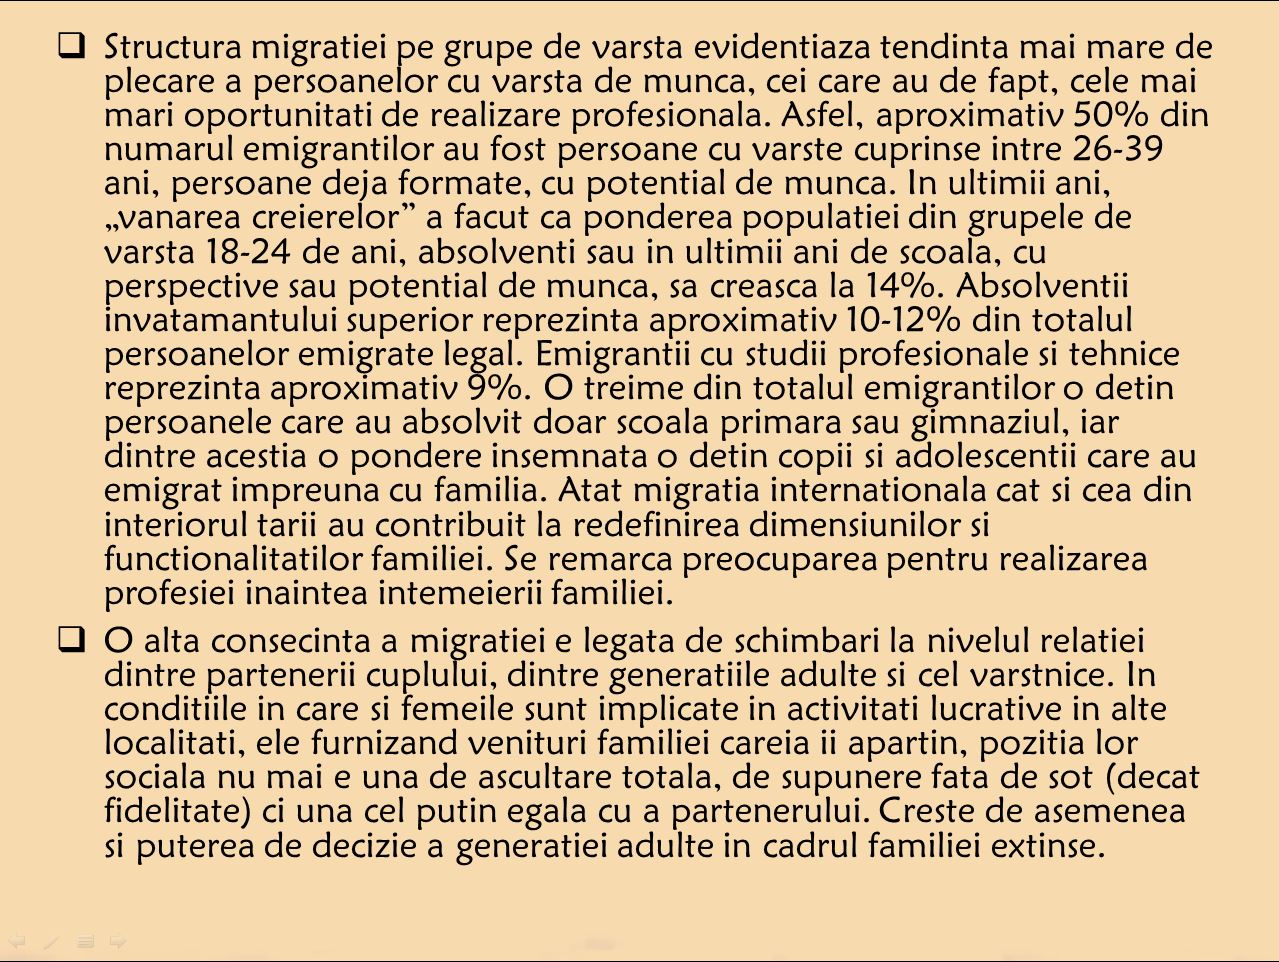 Structura migratiei pe grupe de varsta evidentiaza tendinta mai mare de
plecare a persoanelor cu varsta de munca, cei care au de fapt, cele mai
mari oportunitati de realizare profesionala. Asfel, aproximativ 50% din
numarul emigrantilor au fost persoane cu varste cuprinse intre 26-39
ani, persoane deja formate, cu potential de munca. In ultimii ani,
„vanarea creierelor” a facut ca ponderea populatiei din grupele de
varsta 18-24 de ani, absolventi sau in ultimii ani de scoala, cu
perspective sau potential de munca, sa creasca la 14%. Absolventii
invatamantului superior reprezinta aproximativ 10-12% din totalul
persoanelor emigrate legal. Emigrantii cu studii profesionale si tehnice
reprezinta aproximativ 9%. O treime din totalul emigrantilor o detin
persoanele care au absolvit doar scoala primara sau gimnaziul, iar
dintre acestia o pondere insemnata o detin copii si adolescentii care au
emigrat impreuna cu familia. Atat migratia internationala cat si cea din
interiorul tarii au contribuit la redefinirea dimensiunilor si
functionalitatilor familiei. Se remarca preocuparea pentru realizarea
profesiei inaintea intemeierii familiei.
O alta consecinta a migratiei e legata de schimbari la nivelul relatiei
dintre partenerii cuplului, dintre generatiile adulte si cel varstnice. In
conditiile in care si femeile sunt implicate in activitati lucrative in alte
localitati, ele furnizand venituri familiei careia ii apartin, pozitia lor
sociala nu mai e una de ascultare totala, de supunere fata de sot (decat
fidelitate) ci una cel putin egala cu a partenerului. Creste de asemenea
si puterea de decizie a generatiei adulte in cadrul familiei extinse.